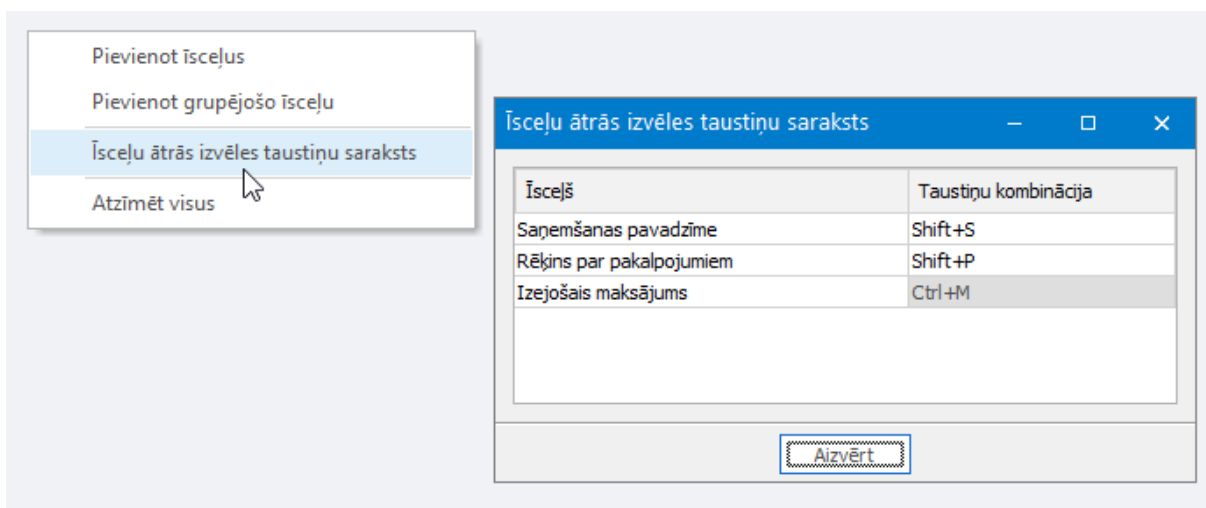 Pievienot īsceļus
Pievienot grupējošo īsceļu
Īsceļu ātrās izvēles taustiņu saraksts
Atzīmēt visus
Īsceļu ātrās izvēles taustiņu saraksts
Īsceļš Taustiņu kombinācija
Saņemšanas pavadzīme Shift+S
Rēķins par pakalpojumiem Shift+P
Izejošais maksājums Ctrl+M
Aizvērt